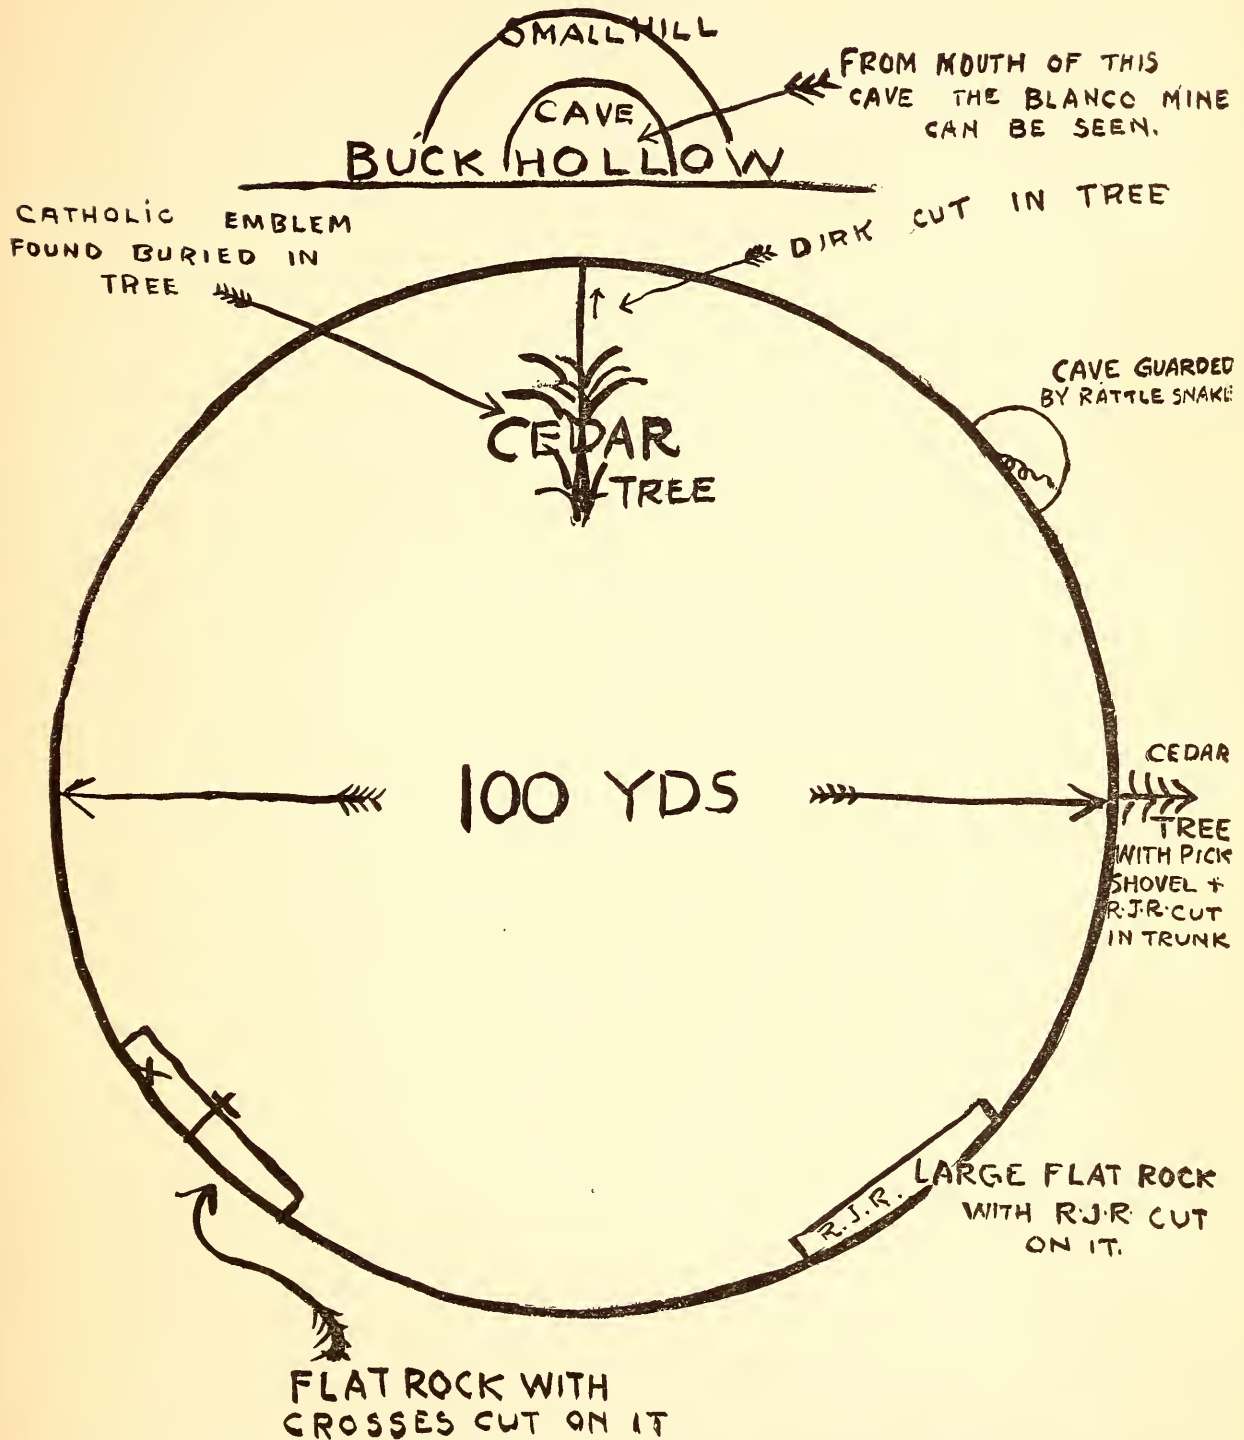 SMALL HILL
CAVE
BUCK HOLLOW
FROM MOUTH OF THIS
CAVE THE BLANCO MINE
CAN BE SEEN.
CATHOLIC EMBLEM
FOUND BURIED IN
TREE
DIRK CUT IN TREE
CAVE GUARDED
BY RATTLE SNAKE
CEDAR
TREE
100 YDS
CEDAR
TREE
WITH PICK
SHOVEL +
R.J.R. CUT
IN TRUNK
R.J.R.
LARGE FLAT ROCK
WITH R.J.R. CUT
ON IT.
FLAT ROCK WITH
CROSSES CUT ON IT